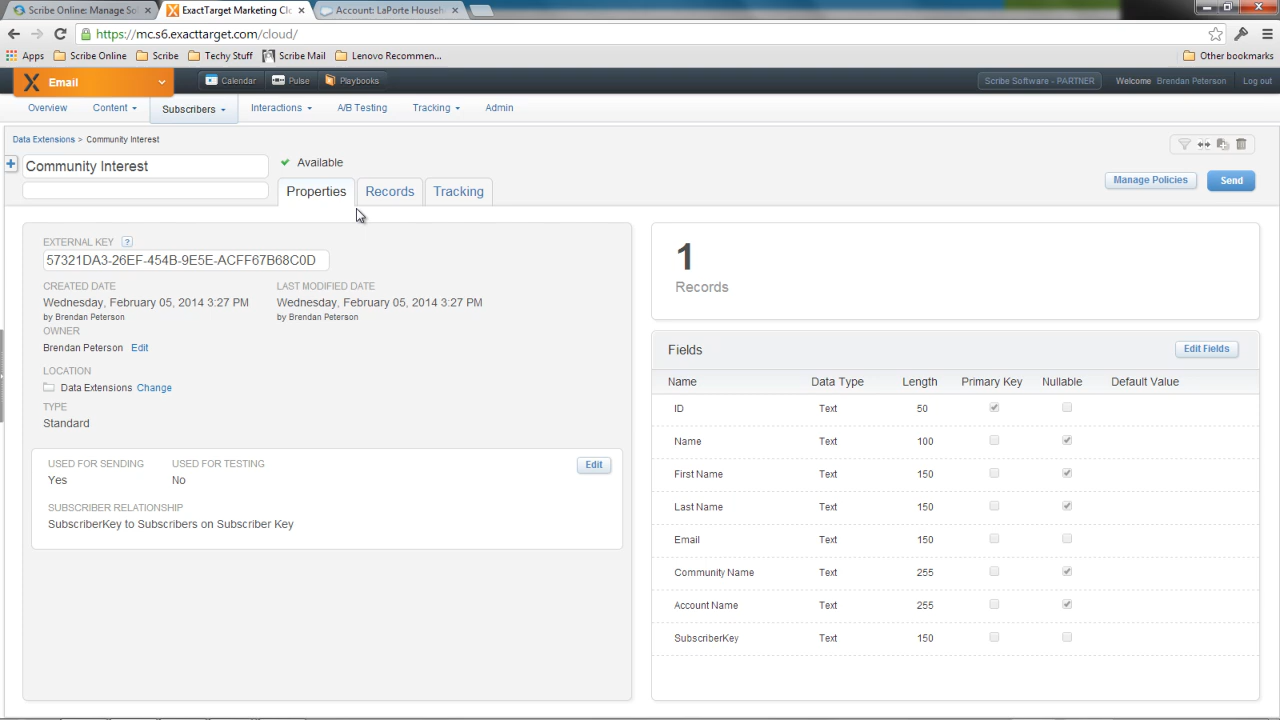 Scribe Online: Manage So
ExactTarget Marketing Clo
Account: LaPorte Househ
https://mc.s6.exacttarget.com/cloud/
Apps
Scribe Online
Scribe
Techy Stuff
Scribe Mail
Lenovo Recommen...
Other bookmarks
X Email
Calendar
Pulse
Playbooks
Scribe Software - PARTNER
Welcome Brendan Peterson
Log out
Overview
Content
Subscribers
Interactions
A/B Testing
Tracking
Admin
Data Extensions > Community Interest
Community Interest
Available
Properties
Records
Tracking
Manage Policies
Send
EXTERNAL KEY ?
57321DA3-26EF-454B-9E5E-ACFF67B68C0D
CREATED DATE
Wednesday, February 05, 2014 3:27 PM
by Brendan Peterson
LAST MODIFIED DATE
Wednesday, February 05, 2014 3:27 PM
by Brendan Peterson
OWNER
Brendan Peterson Edit
LOCATION
Data Extensions Change
TYPE
Standard
USED FOR SENDING
Yes
USED FOR TESTING
No
Edit
SUBSCRIBER RELATIONSHIP
SubscriberKey to Subscribers on Subscriber Key
1
Records
Fields
Edit Fields
Name Data Type Length Primary Key Nullable Default Value
ID Text 50
Name Text 100
First Name Text 150
Last Name Text 150
Email Text 150
Community Name Text 255
Account Name Text 255
SubscriberKey Text 150